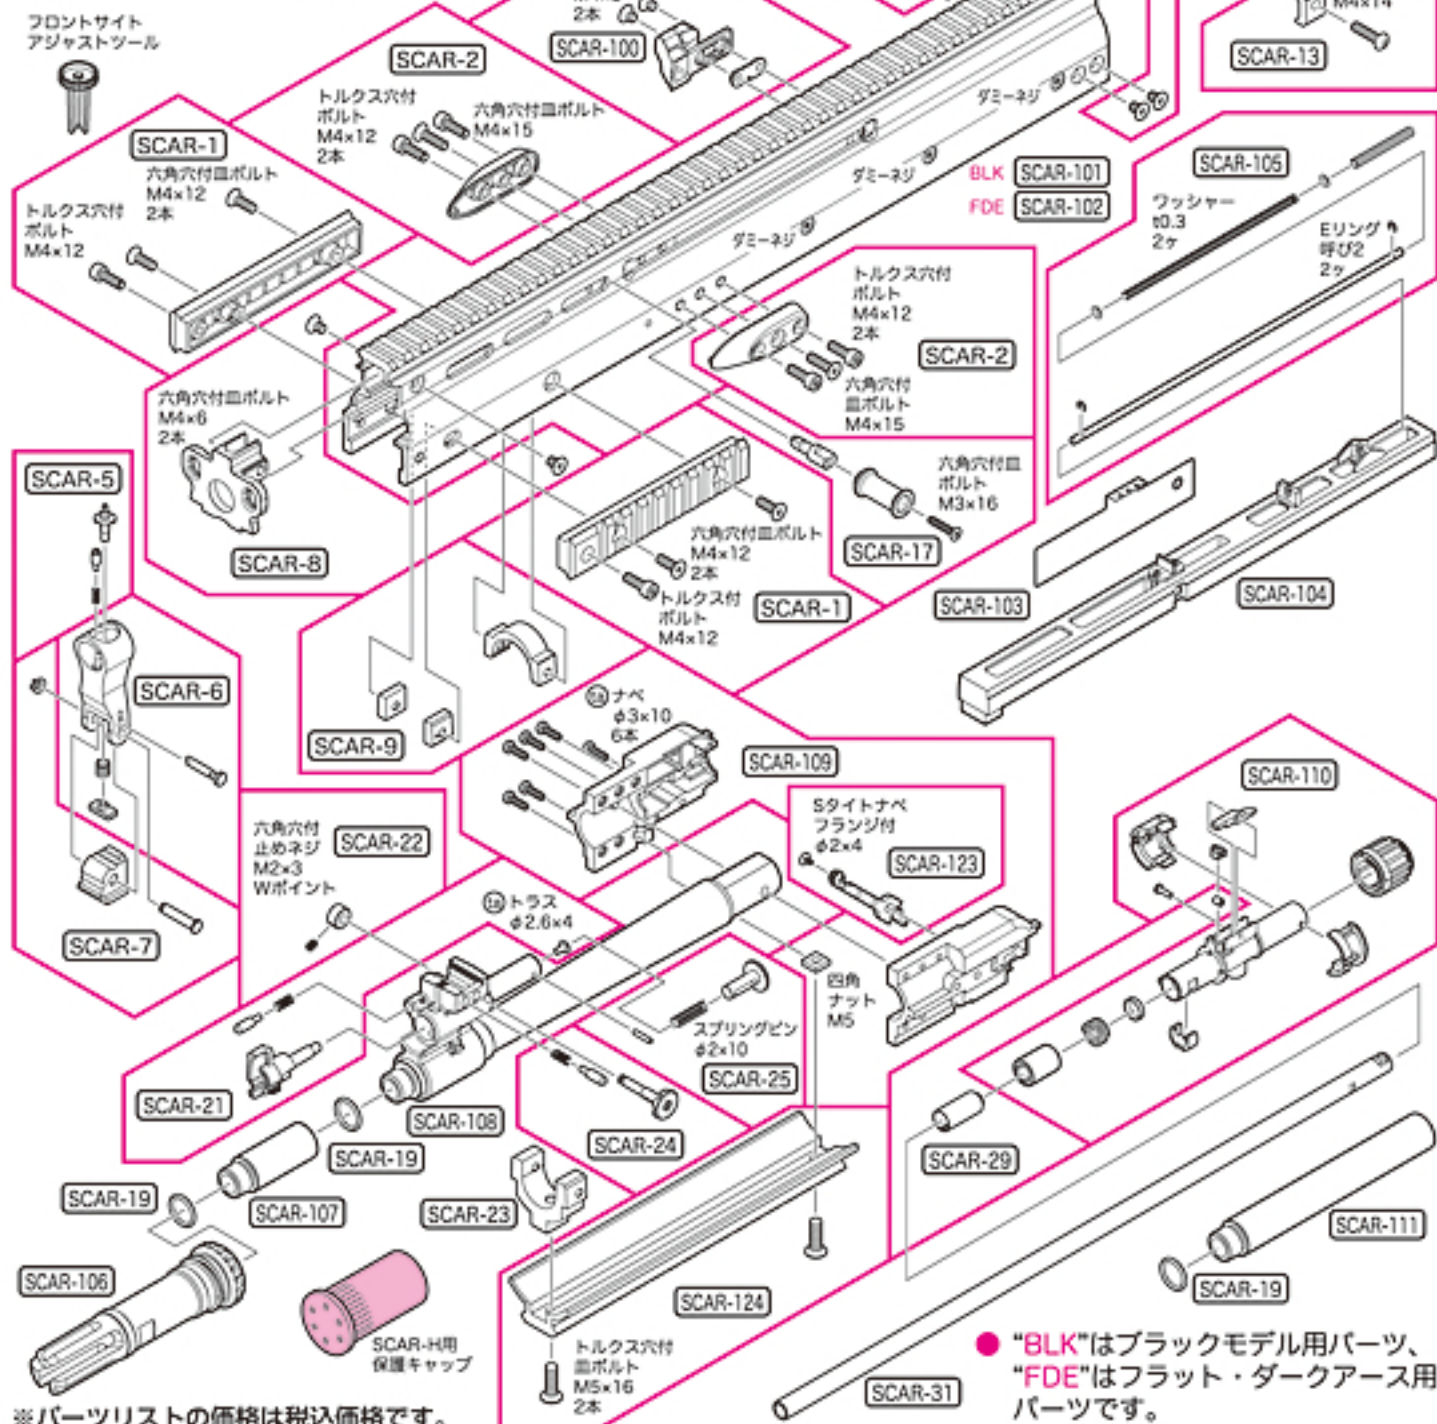 フロントサイト
アジャストツール
2本
SCAR-100
M4×14
SCAR-13
SCAR-2
トルクス穴付
ボルト
M4×12
2本
六角穴付皿ボルト
M4×15
SCAR-1
六角穴付皿ボルト
M4×12
2本
トルクス穴付
ボルト
M4×12
ダミーネジ
ダミーネジ
ダミーネジ
BLK SCAR-101
FDE SCAR-102
SCAR-105
ワッシャー
t0.3
2ヶ
Eリング
呼び2
2ヶ
トルクス穴付
ボルト
M4×12
2本
SCAR-2
六角穴付
皿ボルト
M4×15
六角穴付皿ボルト
M4×6
2本
SCAR-8
SCAR-5
六角穴付皿
ボルト
M3×16
SCAR-17
六角穴付皿ボルト
M4×12
2本
トルクス付
ボルト
M4×12
SCAR-1
SCAR-103
SCAR-104
SCAR-6
SCAR-9
ナベ
φ3×10
6本
SCAR-109
SCAR-110
SCAR-7
六角穴付
止めネジ
M2×3
Wポイント
SCAR-22
Sタイトナベ
フランジ付
φ2×4
SCAR-123
トラス
φ2.6×4
四角
ナット
M5
スプリングピン
φ2×10
SCAR-25
SCAR-21
SCAR-108
SCAR-24
SCAR-19
SCAR-29
SCAR-19
SCAR-107
SCAR-23
SCAR-111
SCAR-106
SCAR-19
SCAR-124
SCAR-H用
保護キャップ
トルクス穴付
皿ボルト
M5×16
2本
SCAR-31
● “BLK”はブラックモデル用パーツ、
“FDE”はフラット・ダークアース用
パーツです。
※パーツリストの価格は税込価格です。